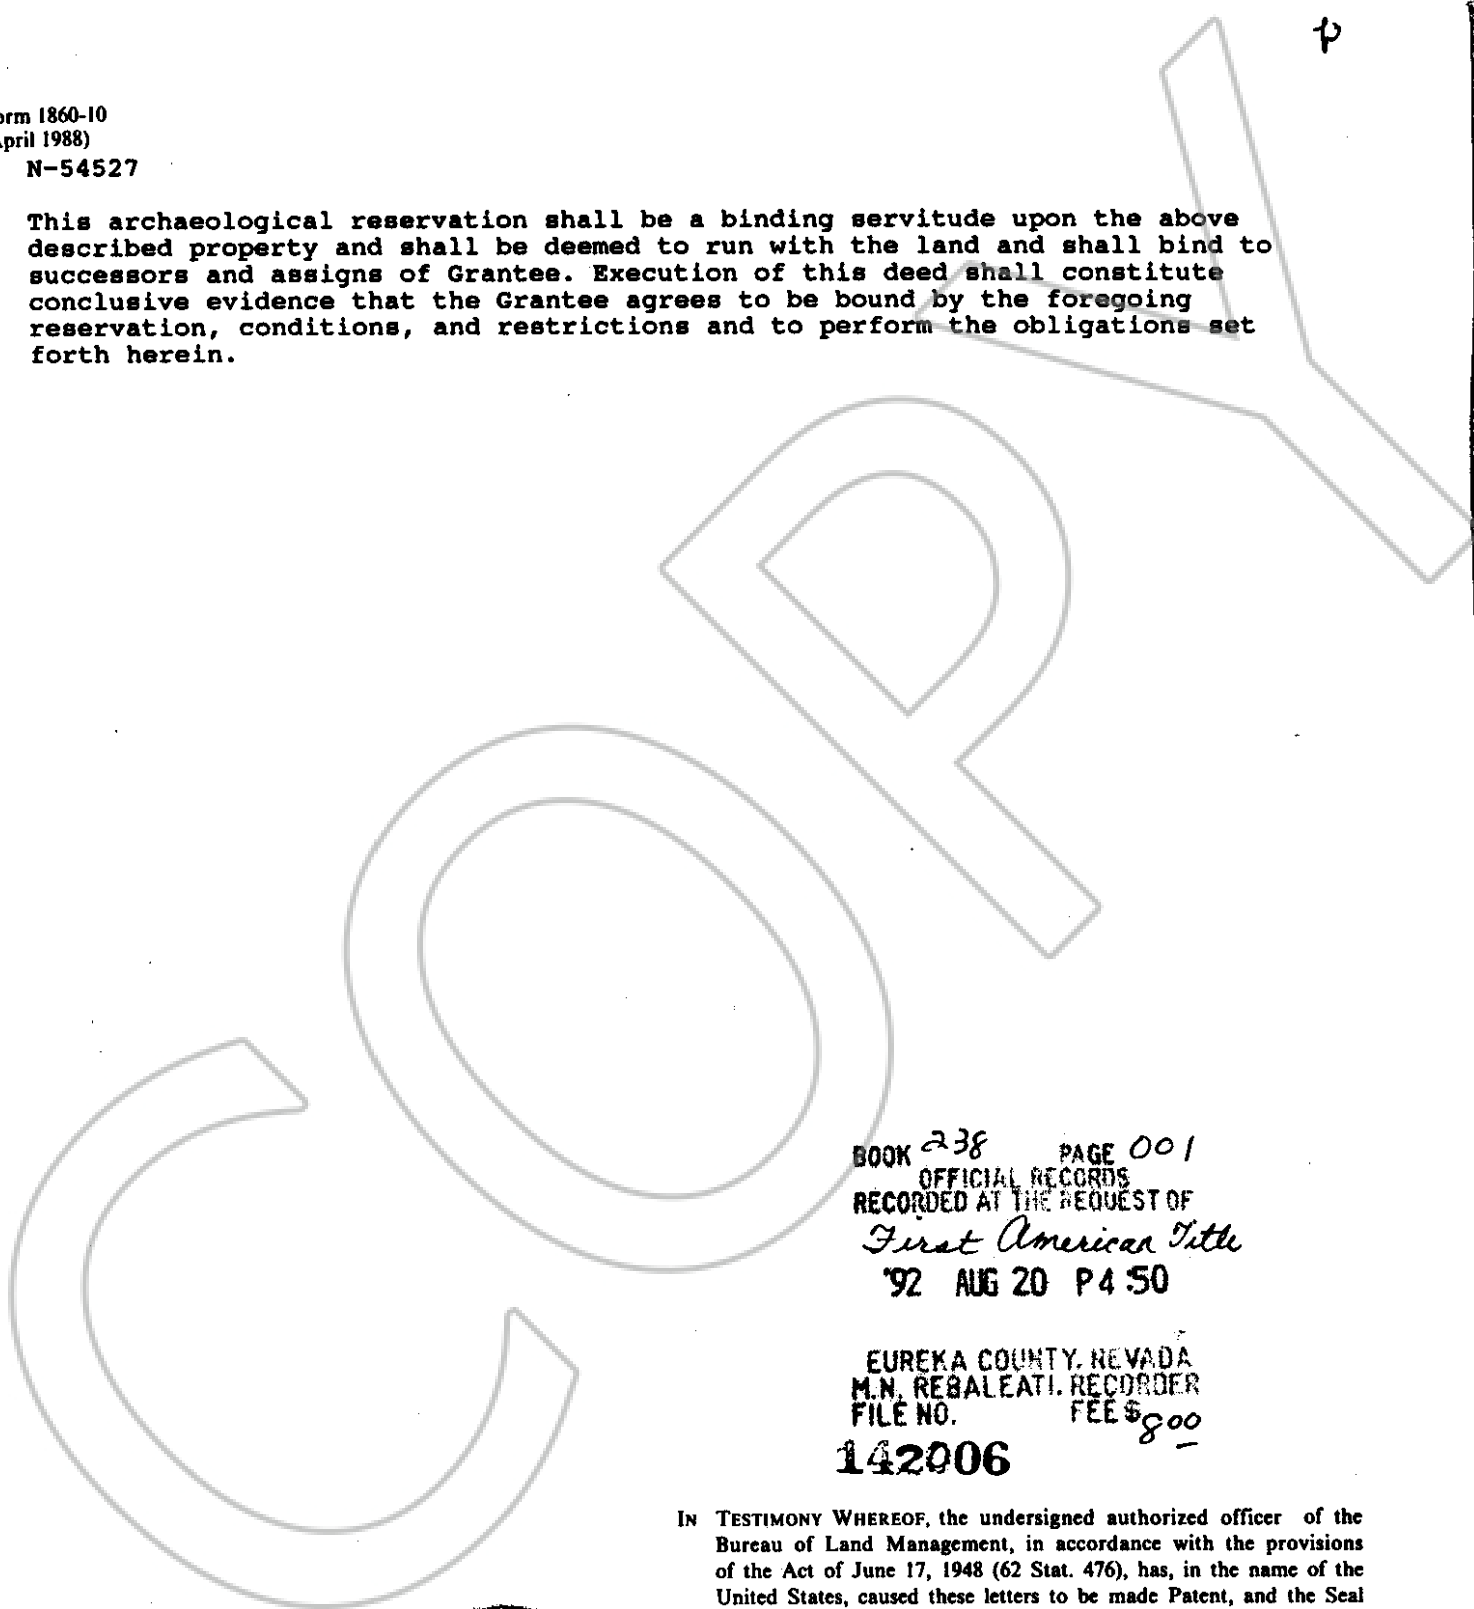 orm 1860-10
pril 1988)
N-54527
This archaeological reservation shall be a binding servitude upon the above
described property and shall be deemed to run with the land and shall bind to
successors and assigns of Grantee. Execution of this deed shall constitute
conclusive evidence that the Grantee agrees to be bound by the foregoing
reservation, conditions, and restrictions and to perform the obligations set
forth herein.
COPY
BOOK 238 PAGE 001
OFFICIAL RECORDS
RECORDED AT THE REQUEST OF
First American Title
'92 AUG 20 P4:50
EUREKA COUNTY, NEVADA
M.N. REBALEATI, RECORDER
FILE NO. FEE $8 00
142006
IN TESTIMONY WHEREOF, the undersigned authorized officer of the
Bureau of Land Management, in accordance with the provisions
of the Act of June 17, 1948 (62 Stat. 476), has, in the name of the
United States, caused these letters to be made Patent, and the Seal